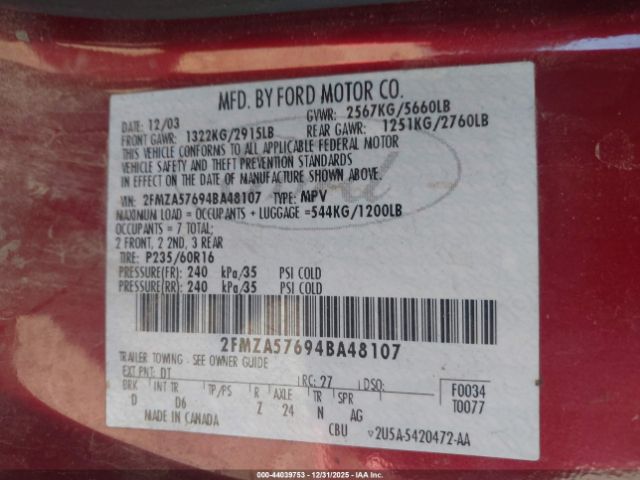 MFD. BY FORD MOTOR CO.
DATE: 12/03 GVWR: 2567KG/5660LB
FRONT GAWR: 1322KG/2915LB REAR GAWR: 1251KG/2760LB
THIS VEHICLE CONFORMS TO ALL APPLICABLE FEDERAL MOTOR
VEHICLE SAFETY AND THEFT PREVENTION STANDARDS
IN EFFECT ON THE DATE OF MANUFACTURE SHOWN ABOVE.
VIN: 2FMZA57694BA48107 TYPE: MPV
MAXIMUM LOAD = OCCUPANTS + LUGGAGE = 544KG/1200LB
OCCUPANTS = 7 TOTAL;
2 FRONT, 2 2ND, 3 REAR
TIRE: P235/60R16
PRESSURE(FR): 240 kPa/35 PSI COLD
PRESSURE(RR): 240 kPa/35 PSI COLD
Ford
2FMZA57694BA48107
TRAILER TOWING - SEE OWNER GUIDE
EXT PNT: DT RC: 27 DSO: F0034
BRK INT TR TP/PS R AXLE TR SPR T0077
D D6 Z 24 N AG
MADE IN CANADA CBU ▽2U5A-5420472-AA
000-44039753 - 12/31/2025 - IAAI.COM